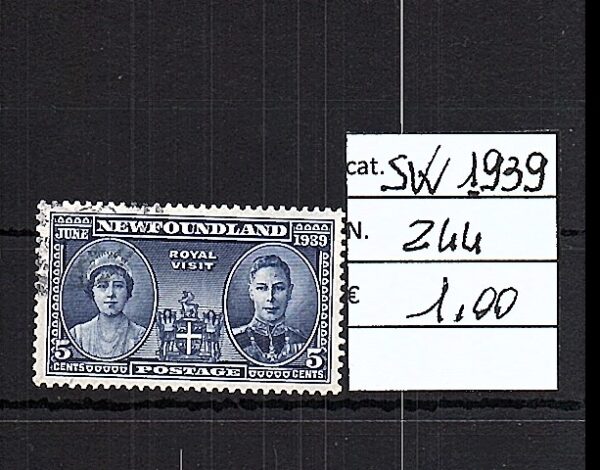 NEWFOUNDLAND
JUNE 1939
ROYAL
VISIT
5 5
CENTS POSTAGE CENTS
cat. SW 1939
N. 244
€ 1.00